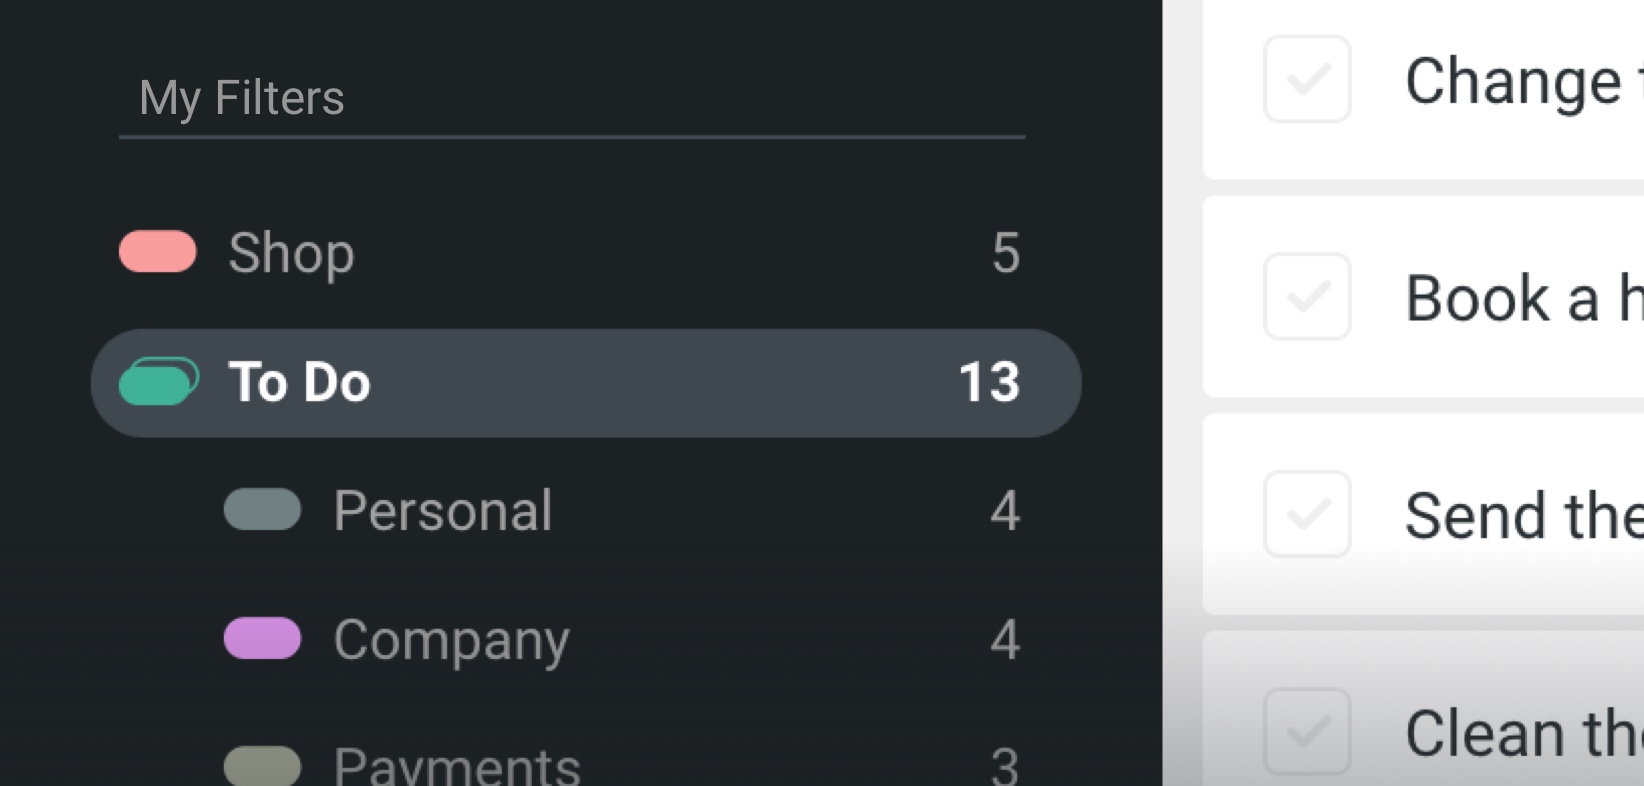 My Filters
Shop 5
To Do 13
Personal 4
Company 4
Payments 3
Change
Book a
Send the
Clean